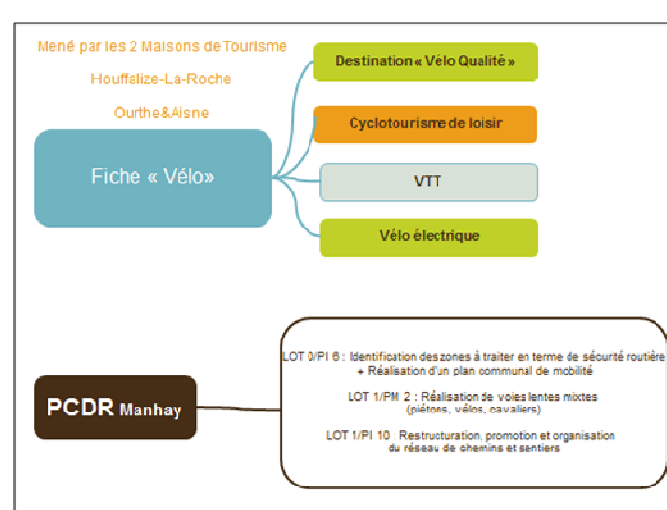 Mené par les 2 Maisons de Tourisme
Houffalize-La-Roche
Ourthe&Aisne
Fiche « Vélo»
Destination « Vélo Qualité »
Cyclotourisme de loisir
VTT
Vélo électrique
PCDR Manhay
LOT 0/PI 6 : Identification des zones à traiter en terme de sécurité routière
+ Réalisation d'un plan communal de mobilité
LOT 1/PM 2 : Réalisation de voies lentes mixtes
(piétons, vélos, cavaliers)
LOT 1/PI 10 : Restructuration, promotion et organisation
du réseau de chemins et sentiers